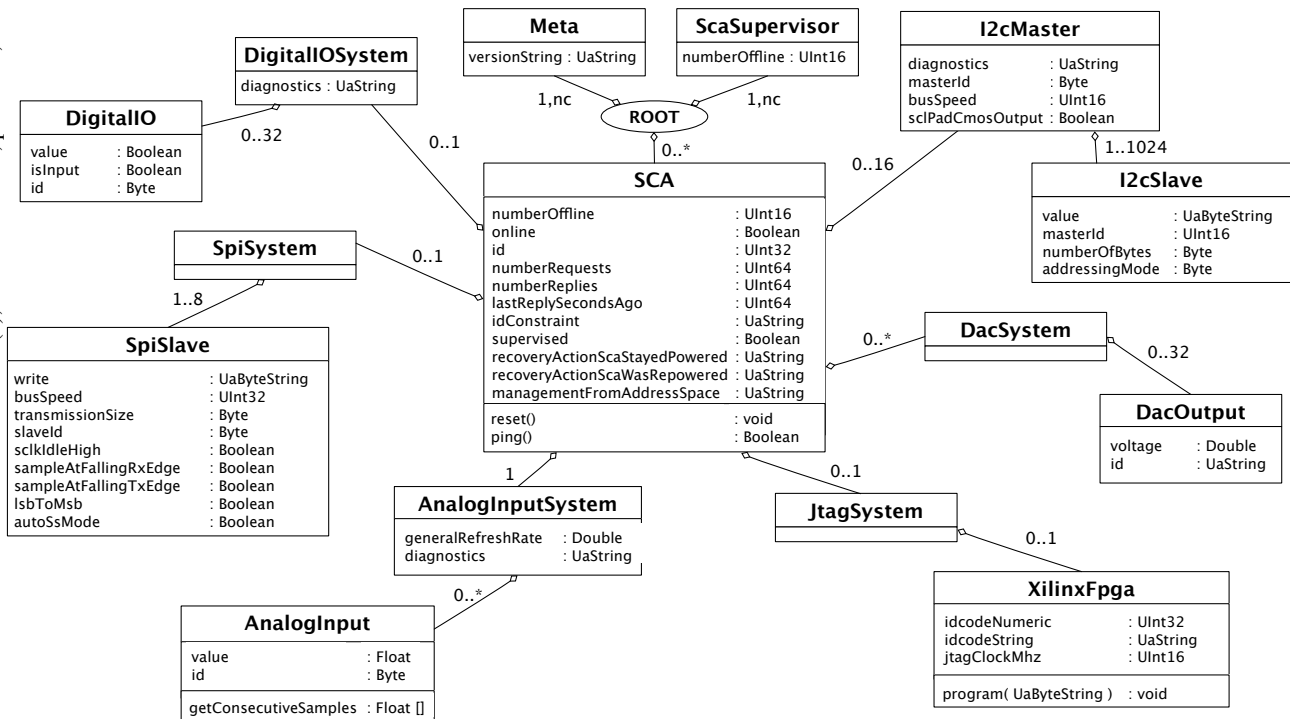 Meta
versionString : UaString
ScaSupervisor
numberOffline : UInt16
I2cMaster
diagnostics : UaString
masterId : Byte
busSpeed : UInt16
sclPadCmosOutput : Boolean
DigitalIOSystem
diagnostics : UaString
DigitalIO
value : Boolean
isInput : Boolean
id : Byte
0..32
1,nc
1,nc
ROOT
0..*
0..1
0..16
1..1024
I2cSlave
value : UaByteString
masterId : UInt16
numberOfBytes : Byte
addressingMode : Byte
SCA
numberOffline : UInt16
online : Boolean
id : UInt32
numberRequests : UInt64
numberReplies : UInt64
lastReplySecondsAgo : UInt64
idConstraint : UaString
supervised : Boolean
recoveryActionScaStayedPowered : UaString
recoveryActionScaWasRepowered : UaString
managementFromAddressSpace : UaString
reset() : void
ping() : Boolean
SpiSystem
0..1
1..8
SpiSlave
write : UaByteString
busSpeed : UInt32
transmissionSize : Byte
slaveId : Byte
sclkIdleHigh : Boolean
sampleAtFallingRxEdge : Boolean
sampleAtFallingTxEdge : Boolean
lsbToMsb : Boolean
autoSsMode : Boolean
DacSystem
0..*
0..32
DacOutput
voltage : Double
id : UaString
1
AnalogInputSystem
generalRefreshRate : Double
diagnostics : UaString
0..*
AnalogInput
value : Float
id : Byte
getConsecutiveSamples : Float []
0..1
JtagSystem
0..1
XilinxFpga
idcodeNumeric : UInt32
idcodeString : UaString
jtagClockMhz : UInt16
program( UaByteString ) : void